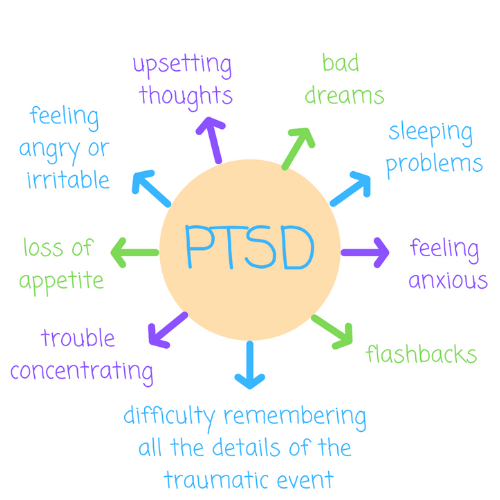 upsetting
thoughts
bad
dreams
feeling
angry or
irritable
sleeping
problems
PTSD
loss of
appetite
feeling
anxious
trouble
concentrating
flashbacks
difficulty remembering
all the details of the
traumatic event